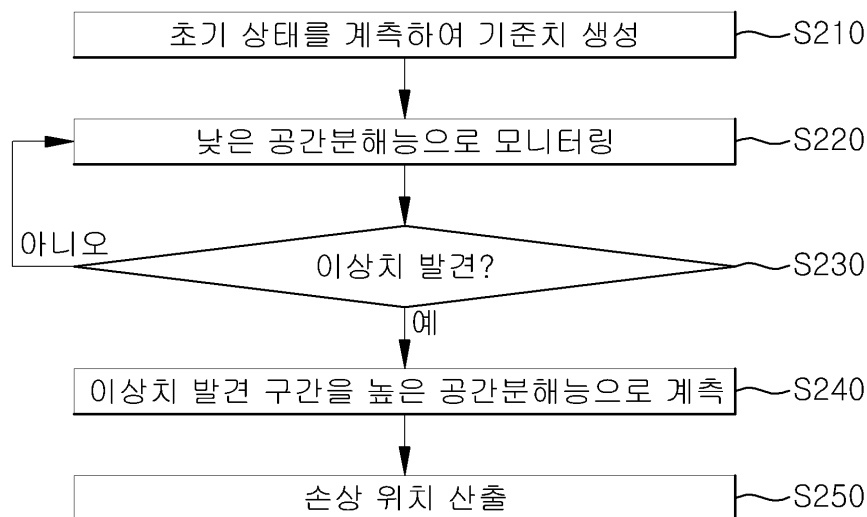 초기 상태를 계측하여 기준치 생성
S210
낮은 공간분해능으로 모니터링
S220
아니오
이상치 발견?
S230
예
이상치 발견 구간을 높은 공간분해능으로 계측
S240
손상 위치 산출
S250